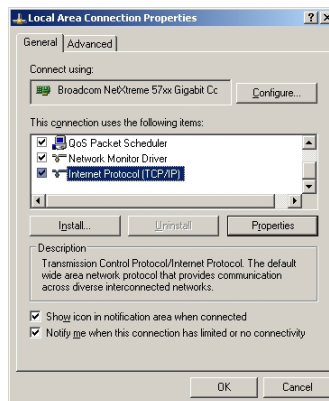 Local Area Connection Properties
General
Advanced
Connect using:
Broadcom NetXtreme 57xx Gigabit Cc
Configure...
This connection uses the following items:
QoS Packet Scheduler
Network Monitor Driver
Internet Protocol (TCP/IP)
Install...
Uninstall
Properties
Description
Transmission Control Protocol/Internet Protocol. The default
wide area network protocol that provides communication
across diverse interconnected networks.
Show icon in notification area when connected
Notify me when this connection has limited or no connectivity
OK
Cancel